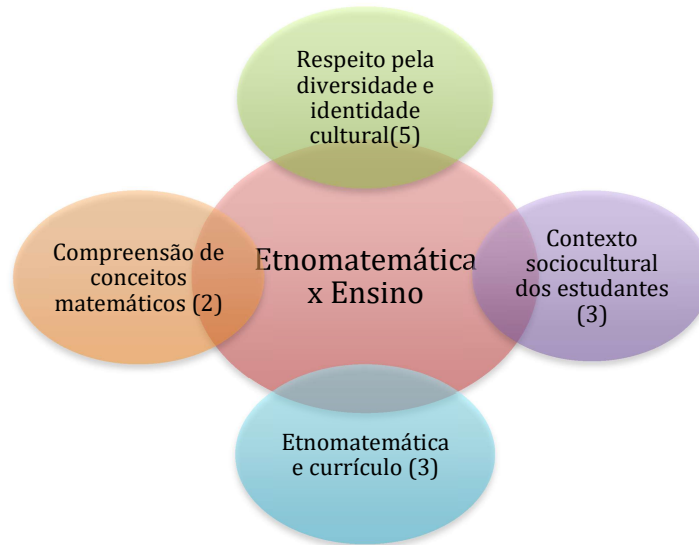 Respeito pela
diversidade e
identidade
cultural(5)
Compreensão de
conceitos
matemáticos (2)
Etnomatemática
x Ensino
Contexto
sociocultural
dos estudantes
(3)
Etnomatemática
e currículo (3)